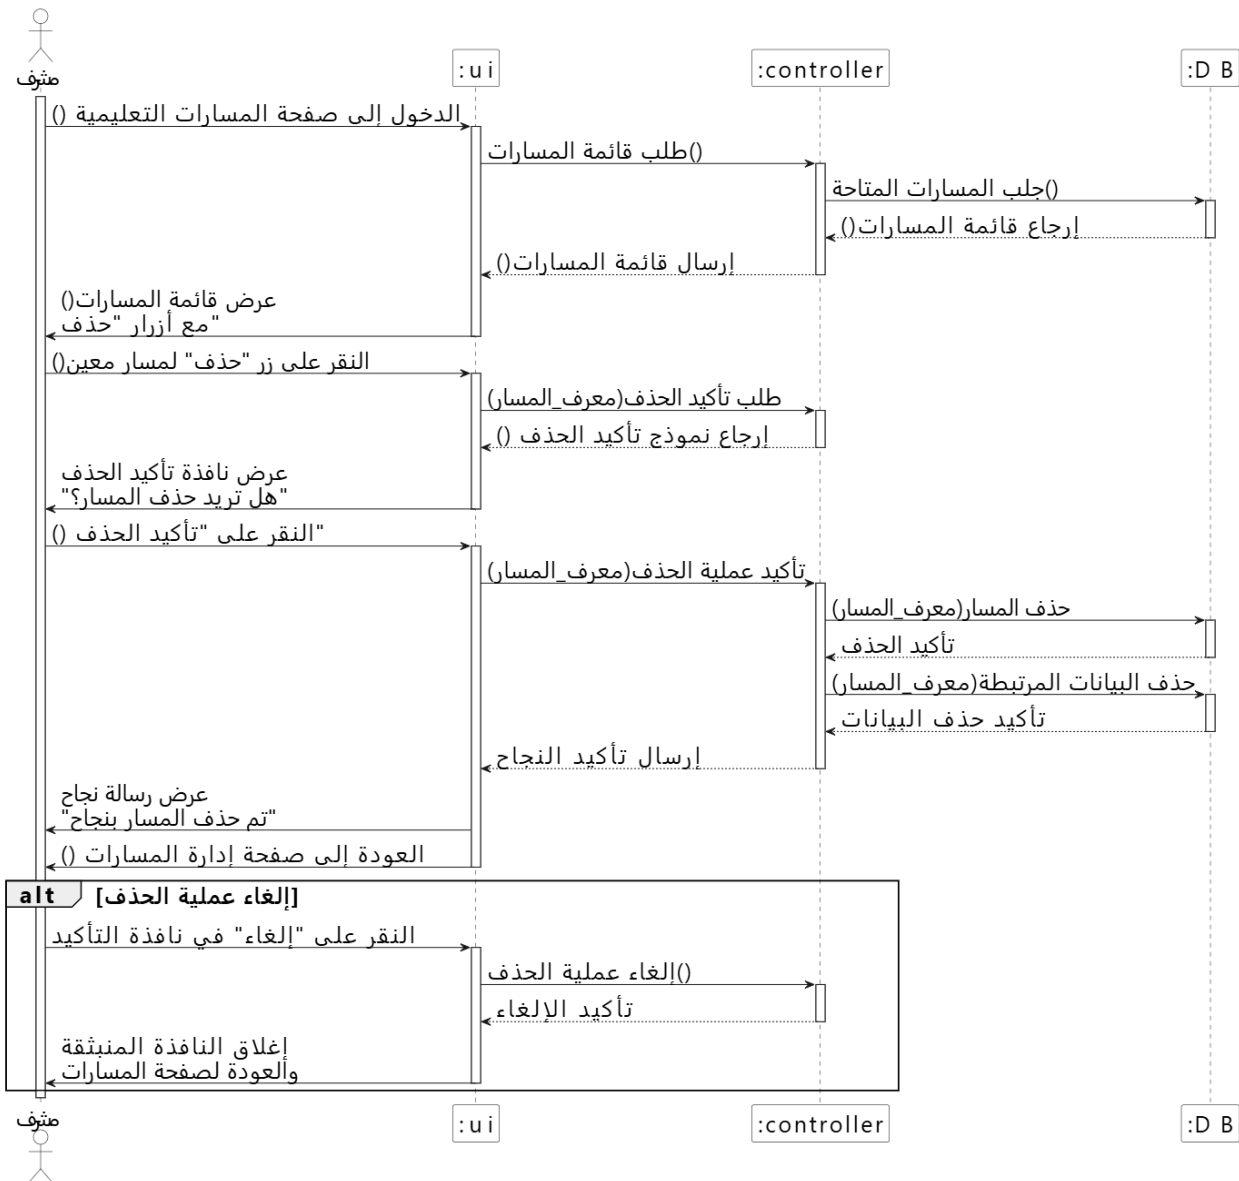 مشرف
:ui
:controller
:DB
الدخول إلى صفحة المسارات التعليمية ()
طلب قائمة المسارات()
جلب المسارات المتاحة()
إرجاع قائمة المسارات()
إرسال قائمة المسارات()
عرض قائمة المسارات()
مع أزرار "حذف"
النقر على زر "حذف" لمسار معين()
طلب تأكيد الحذف(معرف_المسار)
إرجاع نموذج تأكيد الحذف ()
عرض نافذة تأكيد الحذف
"هل تريد حذف المسار؟"
النقر على "تأكيد الحذف" ()
تأكيد عملية الحذف(معرف_المسار)
حذف المسار(معرف_المسار)
تأكيد الحذف
حذف البيانات المرتبطة(معرف_المسار)
تأكيد حذف البيانات
إرسال تأكيد النجاح
عرض رسالة نجاح
"تم حذف المسار بنجاح"
العودة إلى صفحة إدارة المسارات ()
alt [إلغاء عملية الحذف]
النقر على "إلغاء" في نافذة التأكيد
إلغاء عملية الحذف()
تأكيد الإلغاء
إغلاق النافذة المنبثقة
والعودة لصفحة المسارات
مشرف
:ui
:controller
:DB